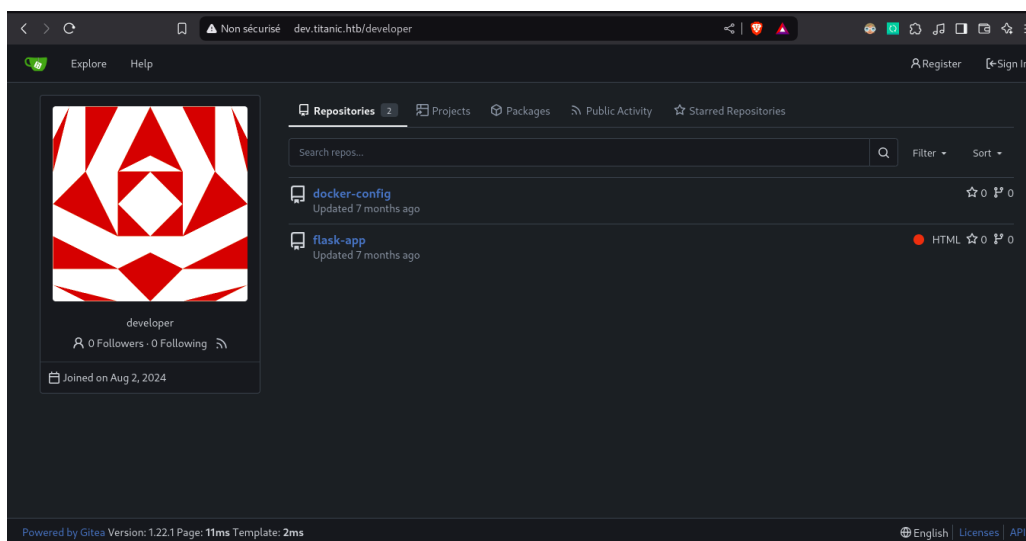 Non sécurisé dev.titanic.htb/developer
Explore Help Register Sign In
Repositories 2 Projects Packages Public Activity Starred Repositories
Search repos... Filter Sort
docker-config 0 0
Updated 7 months ago
flask-app HTML 0 0
Updated 7 months ago
developer
0 Followers · 0 Following
Joined on Aug 2, 2024
Powered by Gitea Version: 1.22.1 Page: 11ms Template: 2ms English Licenses API